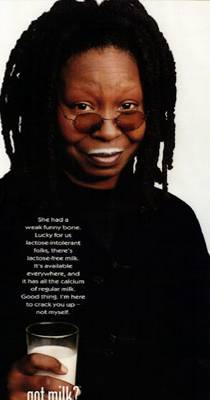 She had a
weak funny bone.
Lucky for us
lactose-intolerant
folks, there's
lactose-free milk.
It's available
everywhere, and
it has all the calcium
of regular milk.
Good thing. I'm here
to crack you up –
not myself.
got milk?